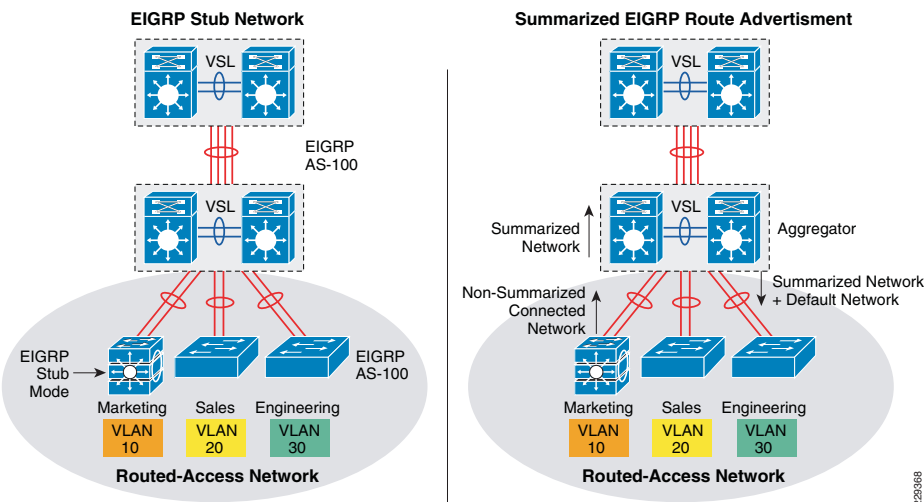 EIGRP Stub Network
VSL
EIGRP
AS-100
VSL
EIGRP
Stub
Mode
EIGRP
AS-100
Marketing
Sales
Engineering
VLAN
10
VLAN
20
VLAN
30
Routed-Access Network
Summarized EIGRP Route Advertisment
VSL
Summarized
Network
VSL
Aggregator
Non-Summarized
Connected
Network
Summarized Network
+ Default Network
Marketing
Sales
Engineering
VLAN
10
VLAN
20
VLAN
30
Routed-Access Network